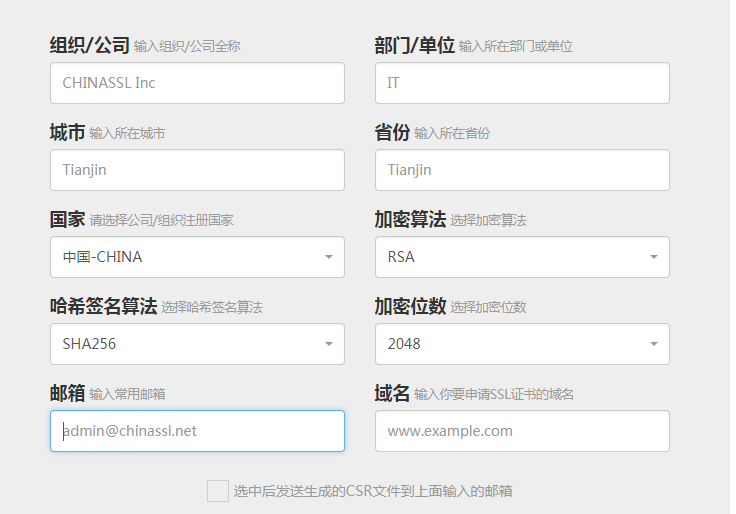 组织/公司 输入组织/公司全称
部门/单位 输入所在部门或单位
CHINASSL Inc
IT
城市 输入所在城市
省份 输入所在省份
Tianjin
Tianjin
国家 请选择公司/组织注册国家
加密算法 选择加密算法
中国-CHINA
RSA
哈希签名算法 选择哈希签名算法
加密位数 选择加密位数
SHA256
2048
邮箱 输入常用邮箱
域名 输入你要申请SSL证书的域名
admin@chinassl.net
www.example.com
选中后发送生成的CSR文件到上面输入的邮箱